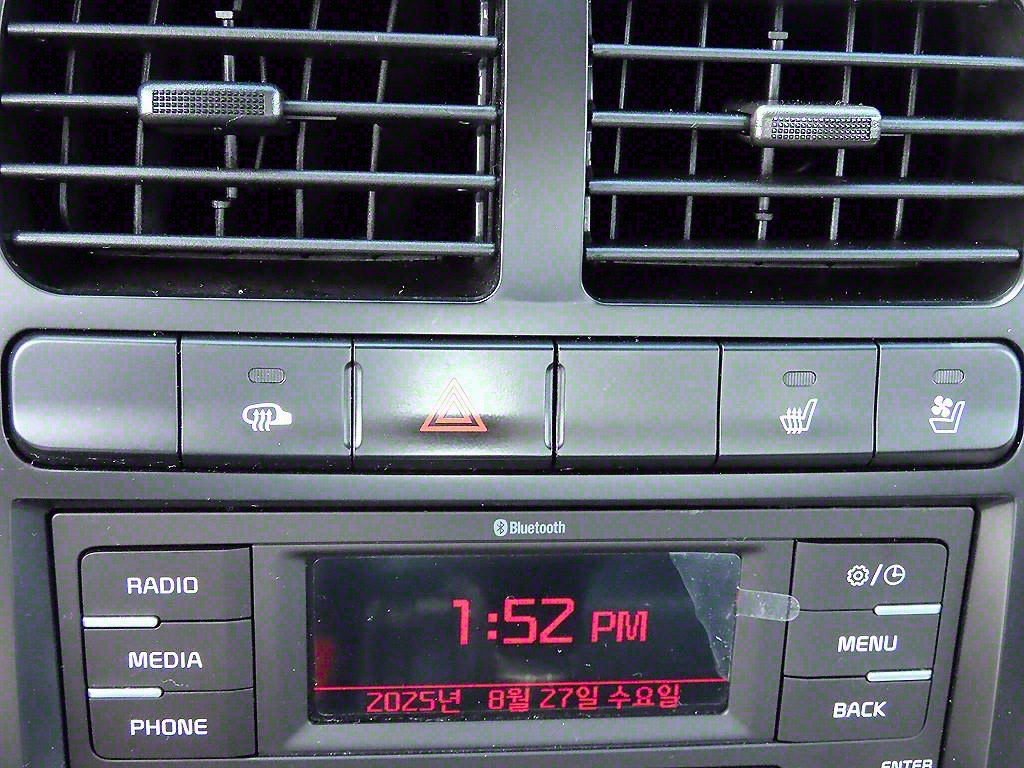 Bluetooth
RADIO
MEDIA
PHONE
1:52 PM
2025년 8월 27일 수요일
MENU
BACK
ENTER